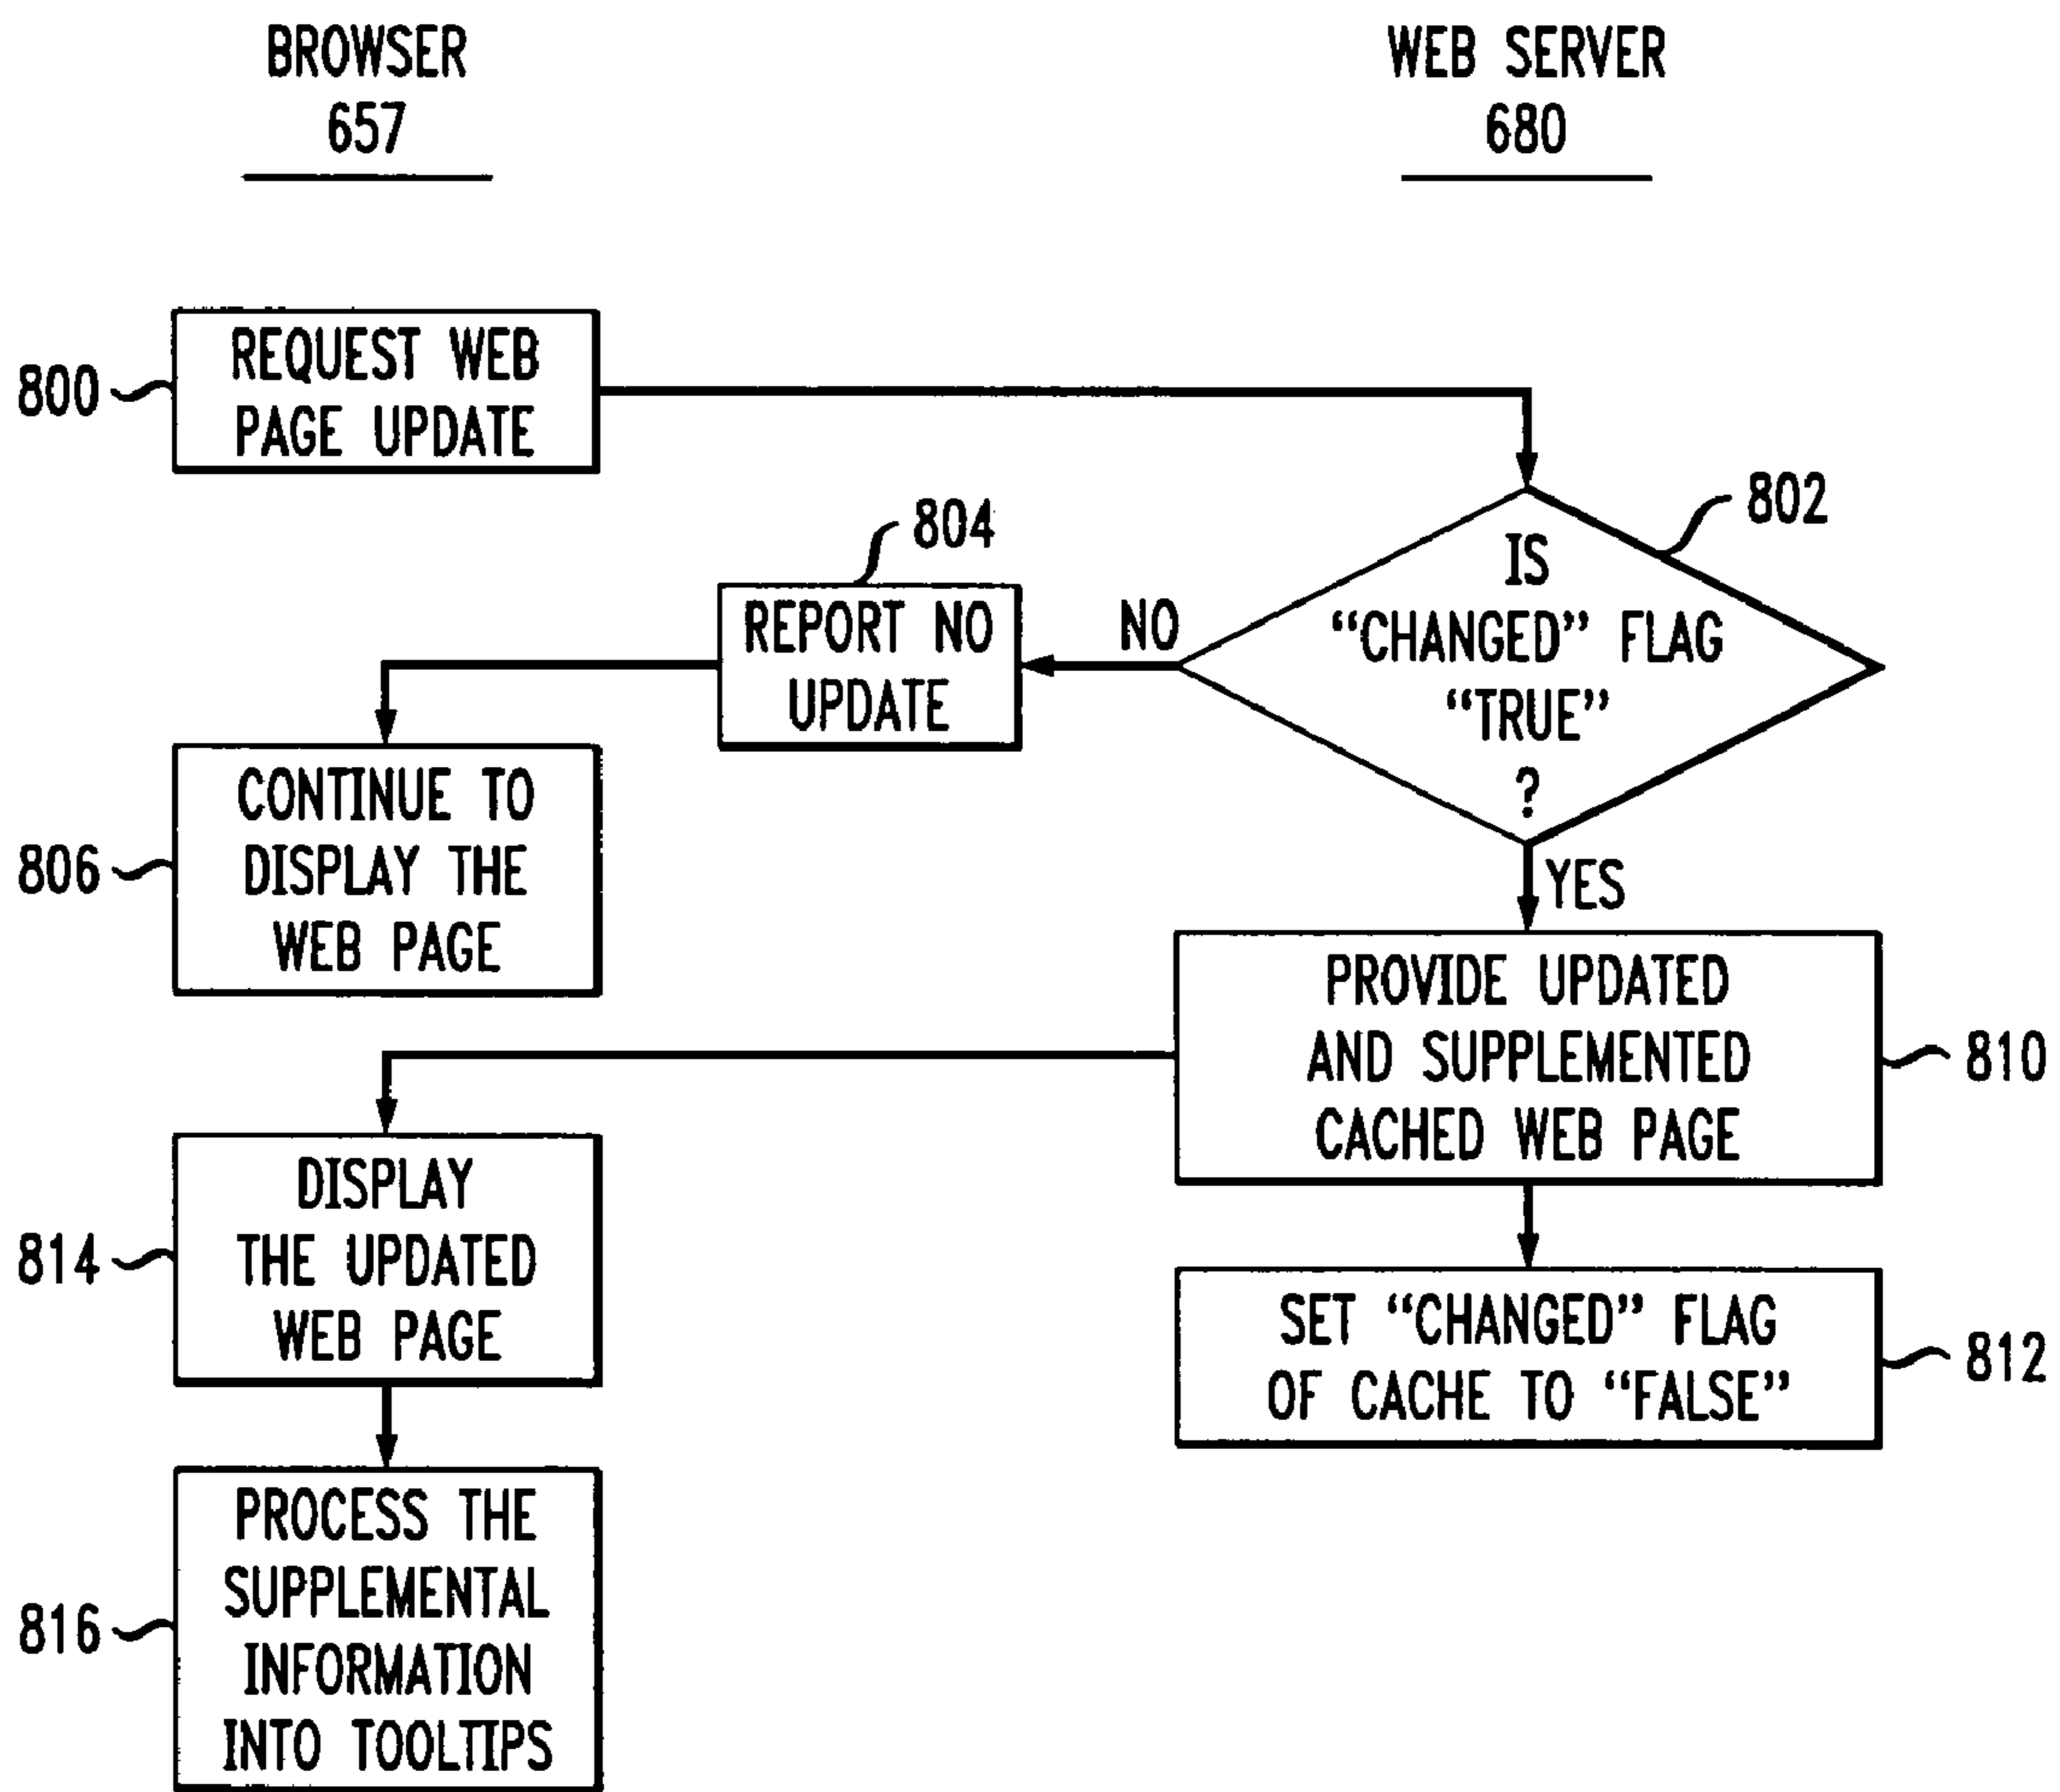 BROWSER
657
WEB SERVER
680
800
REQUEST WEB
PAGE UPDATE
802
IS
“CHANGED” FLAG
“TRUE”
?
NO
YES
804
REPORT NO
UPDATE
806
CONTINUE TO
DISPLAY THE
WEB PAGE
PROVIDE UPDATED
AND SUPPLEMENTED
CACHED WEB PAGE
810
SET “CHANGED” FLAG
OF CACHE TO “FALSE”
812
814
DISPLAY
THE UPDATED
WEB PAGE
816
PROCESS THE
SUPPLEMENTAL
INFORMATION
INTO TOOLTIPS